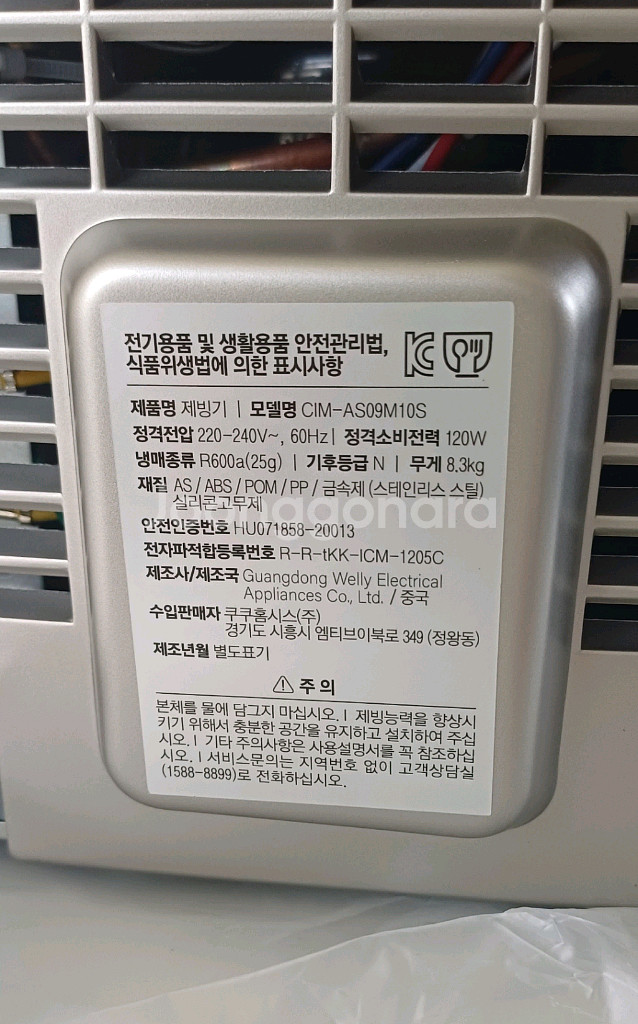 전기용품 및 생활용품 안전관리법,
식품위생법에 의한 표시사항
제품명 제빙기 | 모델명 CIM-AS09M10S
정격전압 220-240V~, 60Hz | 정격소비전력 120W
냉매종류 R600a(25g) | 기후등급 N | 무게 8.3kg
재질 AS / ABS / POM / PP / 금속제 (스테인리스 스틸)
실리콘고무제
Joonggonara
안전인증번호 HU071858-20013
전자파적합등록번호 R-R-tKK-ICM-1205C
제조사/제조국 Guangdong Welly Electrical
Appliances Co., Ltd. / 중국
수입판매자 쿠쿠홈시스(주)
경기도 시흥시 엠티브이북로 349 (정왕동)
제조년월 별도표기
⚠ 주 의
본체를 물에 담그지 마십시오. | 제빙능력을 향상시
키기 위해서 충분한 공간을 유지하고 설치하여 주십
시오. | 기타 주의사항은 사용설명서를 꼭 참조하십
시오. | 서비스문의는 지역번호 없이 고객상담실
(1588-8899)로 전화하십시오.